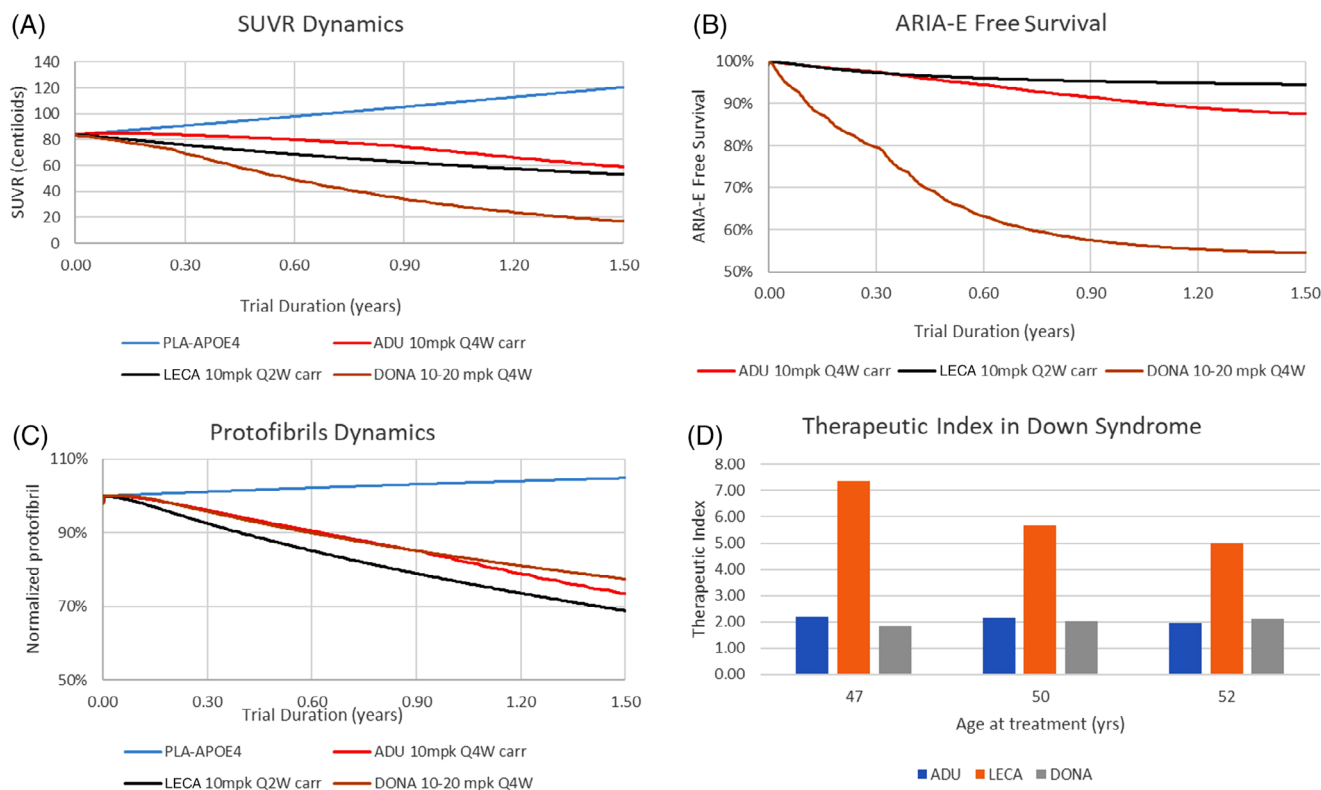 (A)
SUVR Dynamics
SUVR (Centiloids)
140
120
100
80
60
40
20
0
0.00 0.30 0.60 0.90 1.20 1.50
Trial Duration (years)
PLA-APOE4 ADU 10mpk Q4W carr
LECA 10mpk Q2W carr DONA 10-20 mpk Q4W
(B)
ARIA-E Free Survival
ARIA-E Free Survival
100%
90%
80%
70%
60%
50%
0.00 0.30 0.60 0.90 1.20 1.50
Trial Duration (years)
ADU 10mpk Q4W carr LECA 10mpk Q2W carr DONA 10-20 mpk Q4W
(C)
Protofibrils Dynamics
Normalized protofibril
110%
90%
70%
50%
0.00 0.30 0.60 0.90 1.20 1.50
Trial Duration (years)
PLA-APOE4 ADU 10mpk Q4W carr
LECA 10mpk Q2W carr DONA 10-20 mpk Q4W
(D)
Therapeutic Index in Down Syndrome
Therapeutic Index
8.00
7.00
6.00
5.00
4.00
3.00
2.00
1.00
0.00
47 50 52
Age at treatment (yrs)
ADU LECA DONA